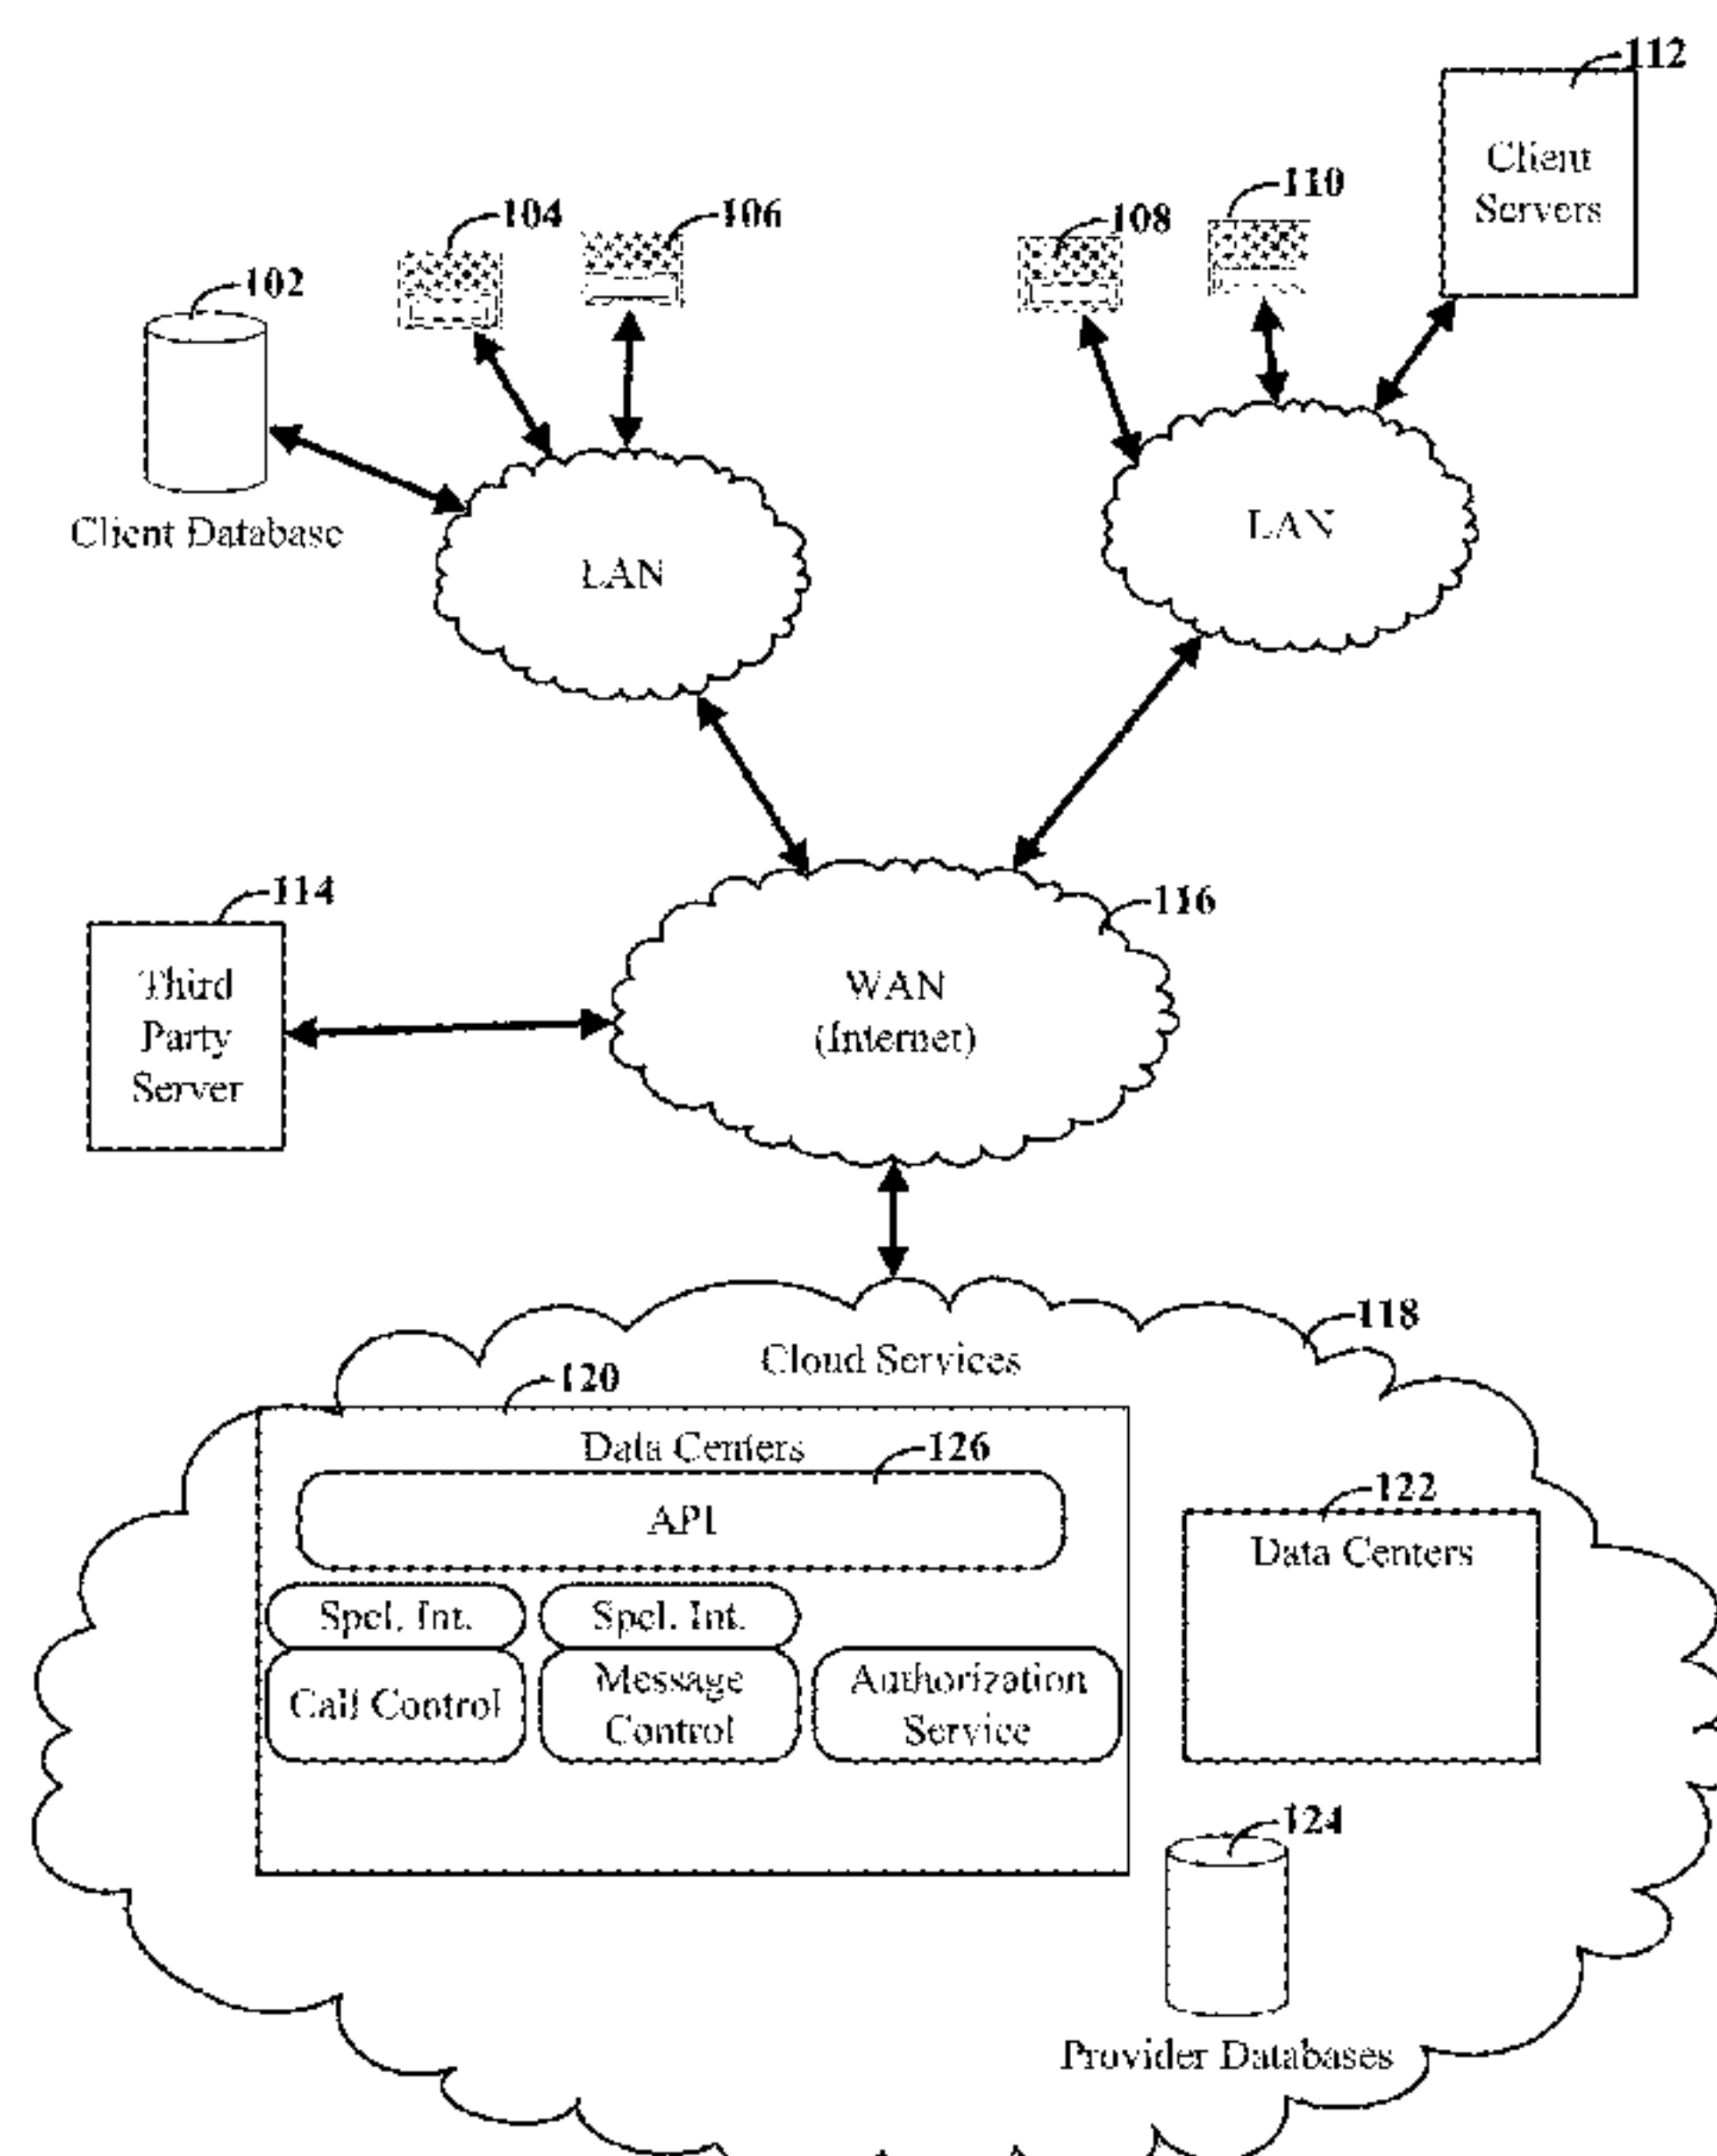 112
Client
Servers
110
104
106
108
102
Client Database
LAN
LAN
114
116
Third
Party
Server
WAN
(Internet)
118
Cloud Services
120
Data Centers
126
API
122
Data Centers
Spcl. Int.
Spcl. Int.
Call Control
Message
Control
Authorization
Service
124
Provider Databases